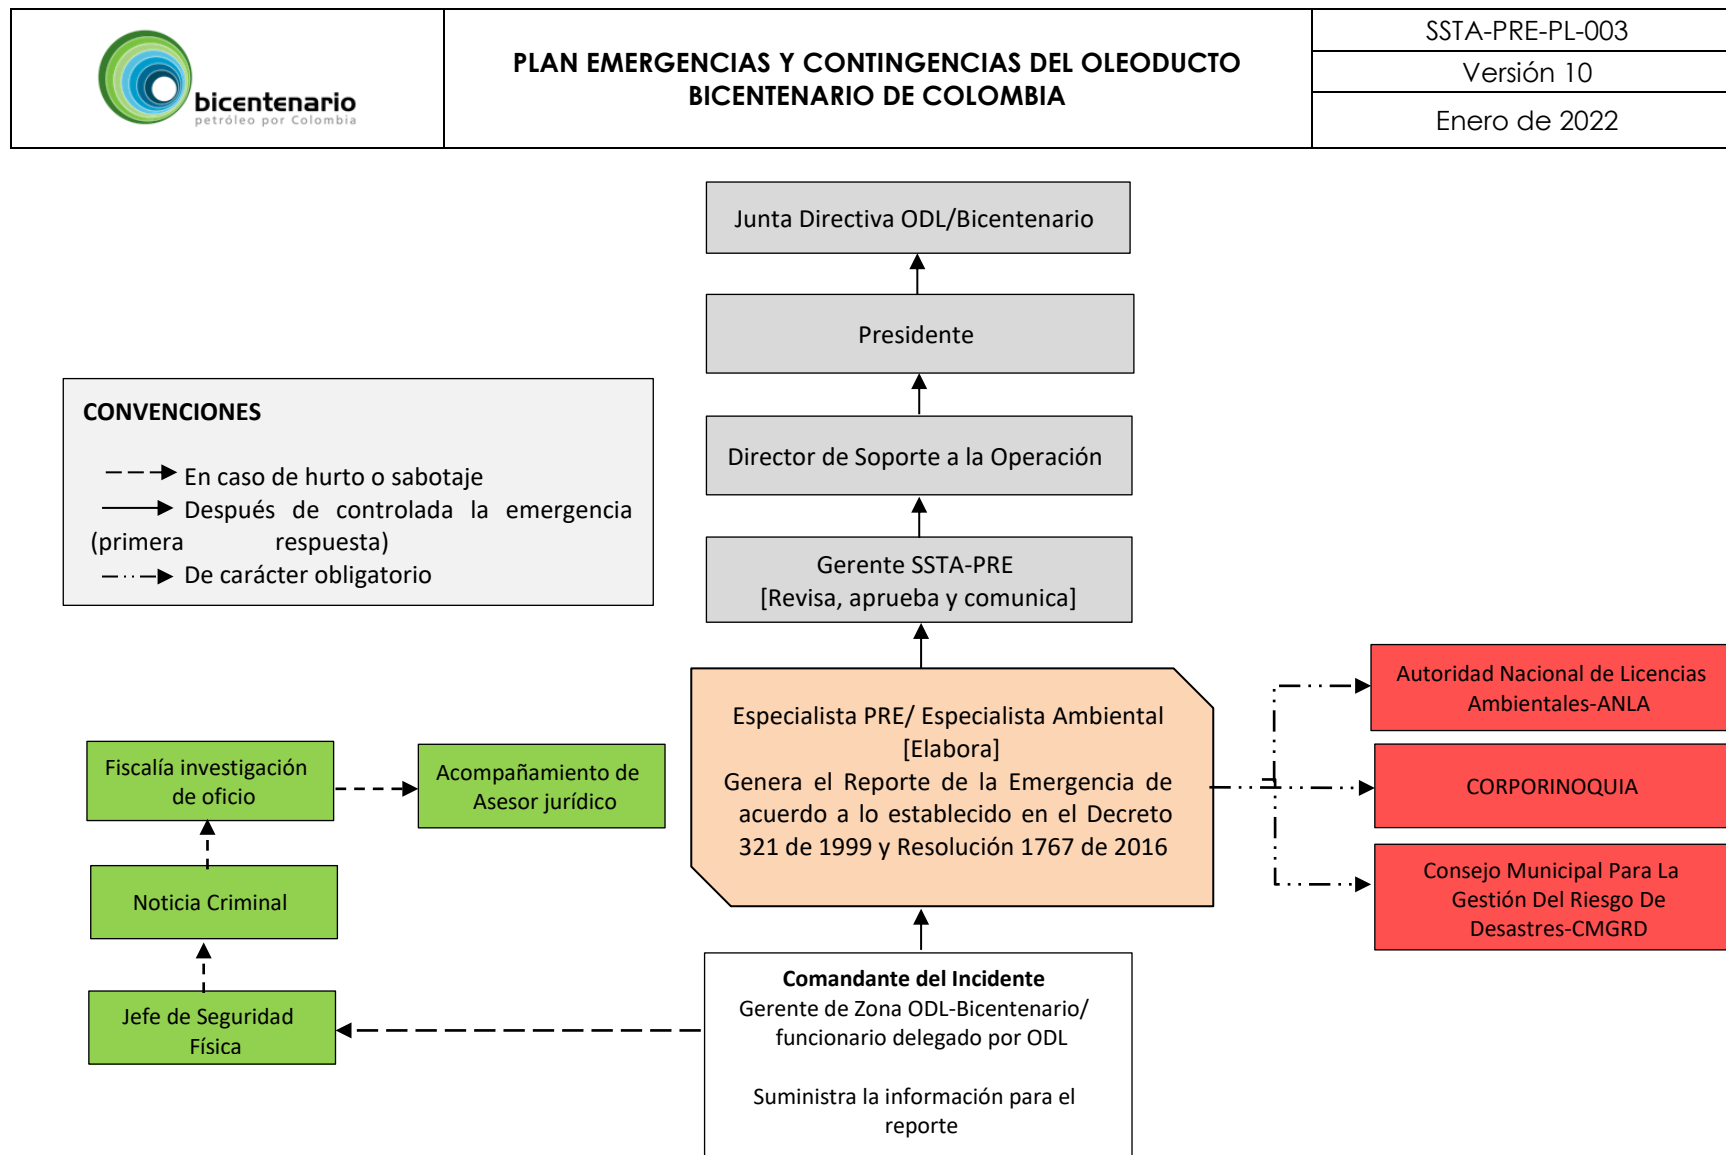 bicentenario
petróleo por Colombia
PLAN EMERGENCIAS Y CONTINGENCIAS DEL OLEODUCTO
BICENTENARIO DE COLOMBIA
SSTA-PRE-PL-003
Versión 10
Enero de 2022
Junta Directiva ODL/Bicentenario
Presidente
Director de Soporte a la Operación
Gerente SSTA-PRE
[Revisa, aprueba y comunica]
CONVENCIONES
En caso de hurto o sabotaje
Después de controlada la emergencia
(primera respuesta)
De carácter obligatorio
Especialista PRE/ Especialista Ambiental
[Elabora]
Genera el Reporte de la Emergencia de
acuerdo a lo establecido en el Decreto
321 de 1999 y Resolución 1767 de 2016
Autoridad Nacional de Licencias
Ambientales-ANLA
CORPORINOQUIA
Consejo Municipal Para La
Gestión Del Riesgo De
Desastres-CMGRD
Fiscalía investigación
de oficio
Acompañamiento de
Asesor jurídico
Noticia Criminal
Jefe de Seguridad
Física
Comandante del Incidente
Gerente de Zona ODL-Bicentenario/
funcionario delegado por ODL
Suministra la información para el
reporte